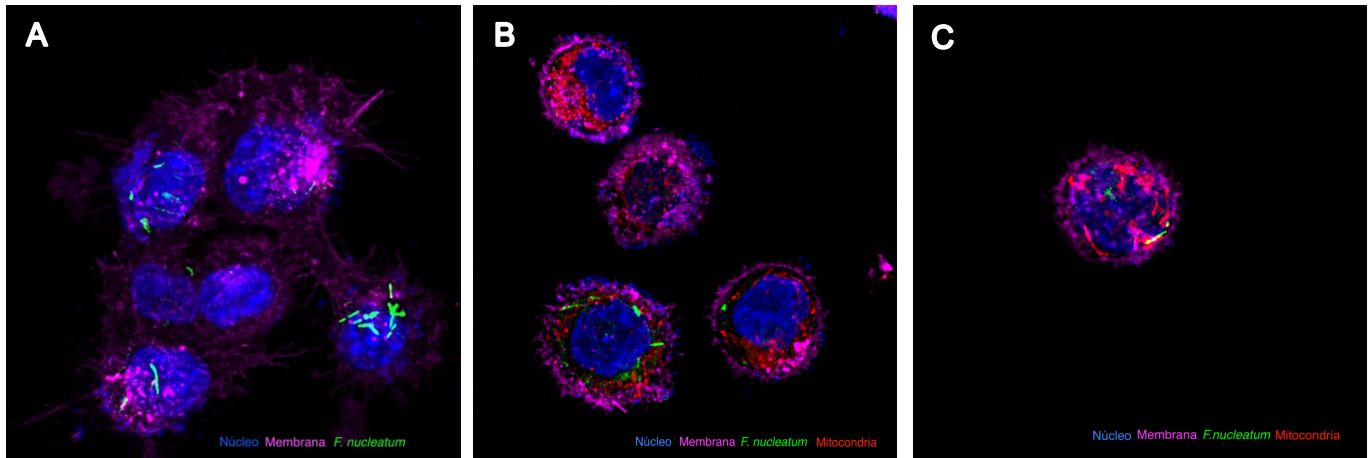 A
B
C
Núcleo Membrana F. nucleatum
Núcleo Membrana F. nucleatum Mitocondria
Núcleo Membrana F.nucleatum Mitocondria